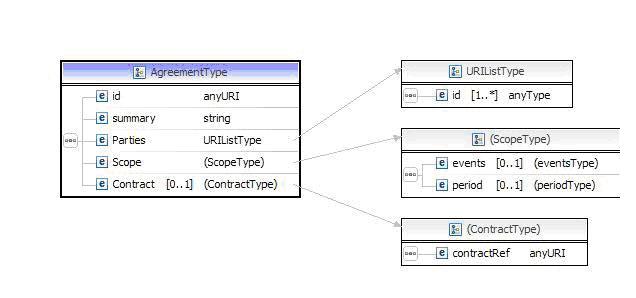 AgreementType
id anyURI
summary string
Parties URIListType
Scope (ScopeType)
Contract [0..1] (ContractType)
URIListType
id [1..*] anyType
(ScopeType)
events [0..1] (eventsType)
period [0..1] (periodType)
(ContractType)
contractRef anyURI